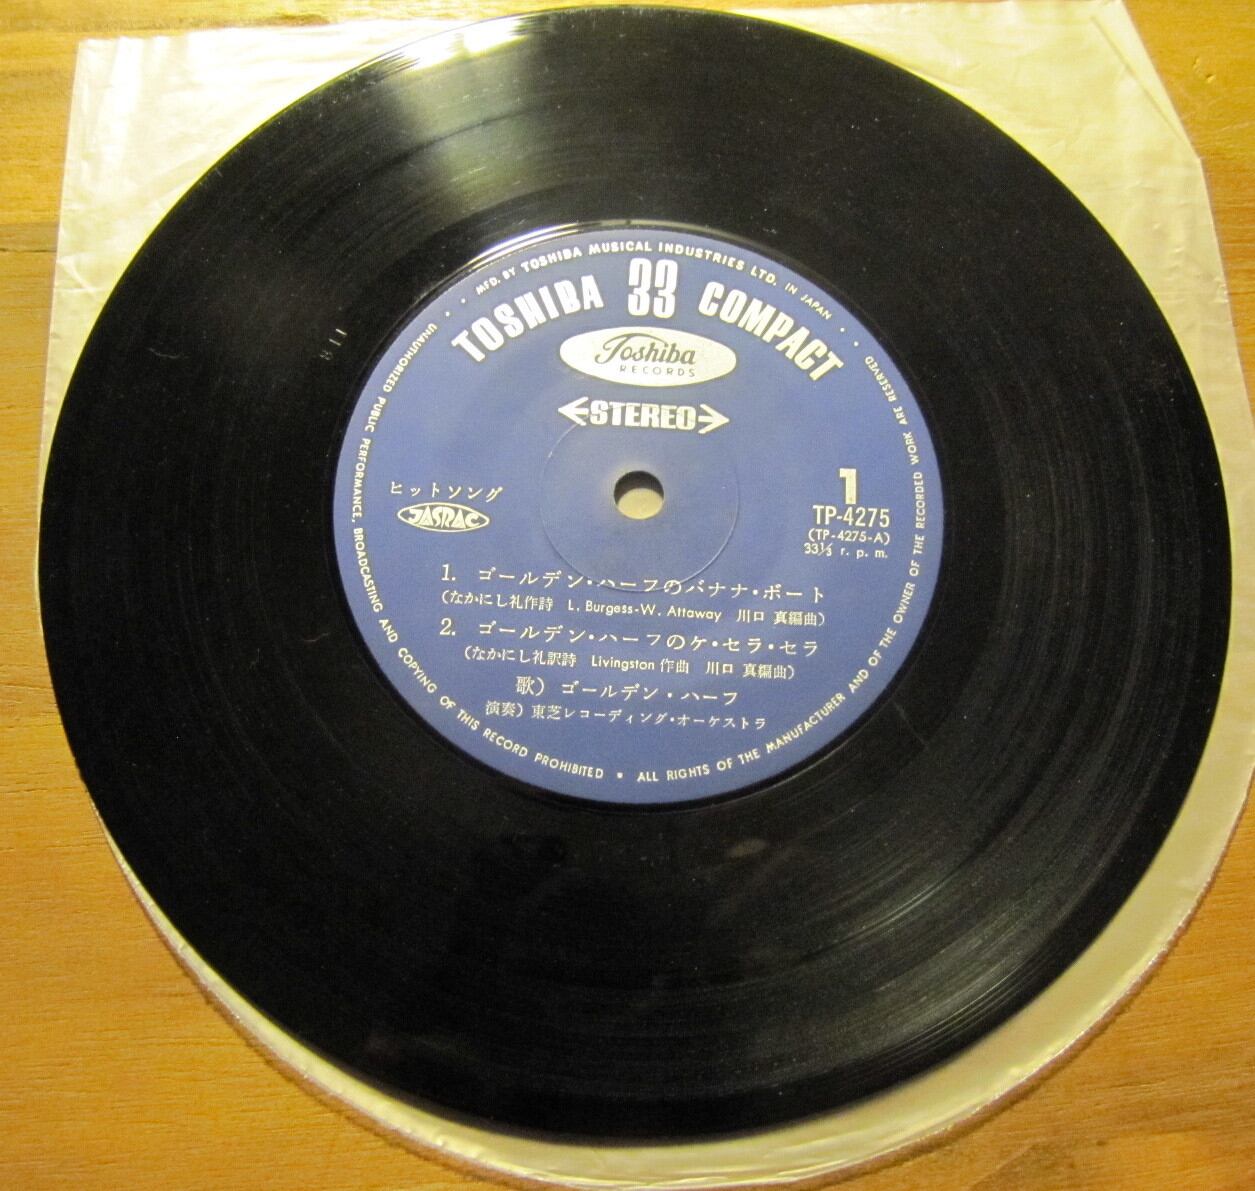 MFD. BY TOSHIBA MUSICAL INDUSTRIES LTD. IN JAPAN
TOSHIBA 33 COMPACT
Toshiba
RECORDS
STEREO
ヒットソング
JASRAC
1
TP-4275
(TP-4275-A)
33⅓ r. p. m.
1. ゴールデン・ハーフのバナナ・ボート
(なかにし礼作詩 L. Burgess-W. Attaway 川口 真編曲)
2. ゴールデン・ハーフのケ・セラ・セラ
(なかにし礼訳詩 Livingston 作曲 川口 真編曲)
歌) ゴールデン・ハーフ
演奏) 東芝レコーディング・オーケストラ
UNAUTHORIZED PUBLIC PERFORMANCE, BROADCASTING AND COPYING OF THIS RECORD PROHIBITED • ALL RIGHTS OF THE MANUFACTURER AND OF THE OWNER OF THE RECORDED WORK ARE RESERVED